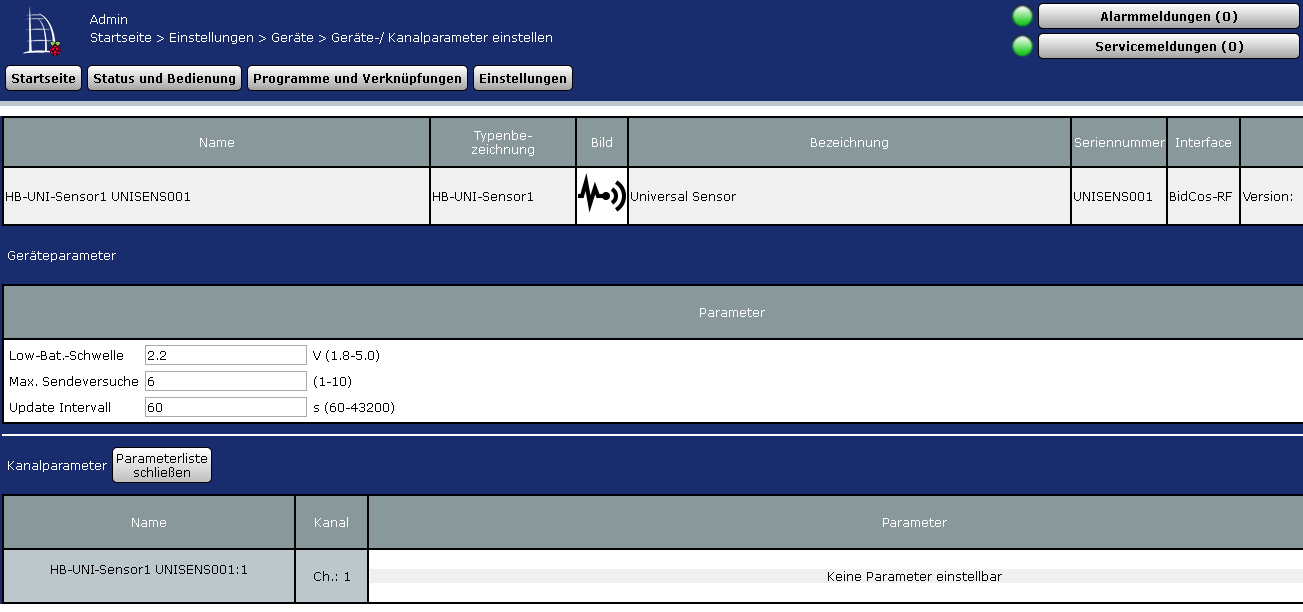 Admin
Startseite > Einstellungen > Geräte > Geräte-/ Kanalparameter einstellen
Alarmmeldungen (0)
Servicemeldungen (0)
Startseite Status und Bedienung Programme und Verknüpfungen Einstellungen
Name Typenbe-
zeichnung Bild Bezeichnung Seriennummer Interface
HB-UNI-Sensor1 UNISENS001 HB-UNI-Sensor1 Universal Sensor UNISENS001 BidCos-RF Version:
Geräteparameter
Parameter
Low-Bat.-Schwelle 2.2 V (1.8-5.0)
Max. Sendeversuche 6 (1-10)
Update Intervall 60 s (60-43200)
Kanalparameter Parameterliste
schließen
Name Kanal Parameter
HB-UNI-Sensor1 UNISENS001:1 Ch.: 1 Keine Parameter einstellbar